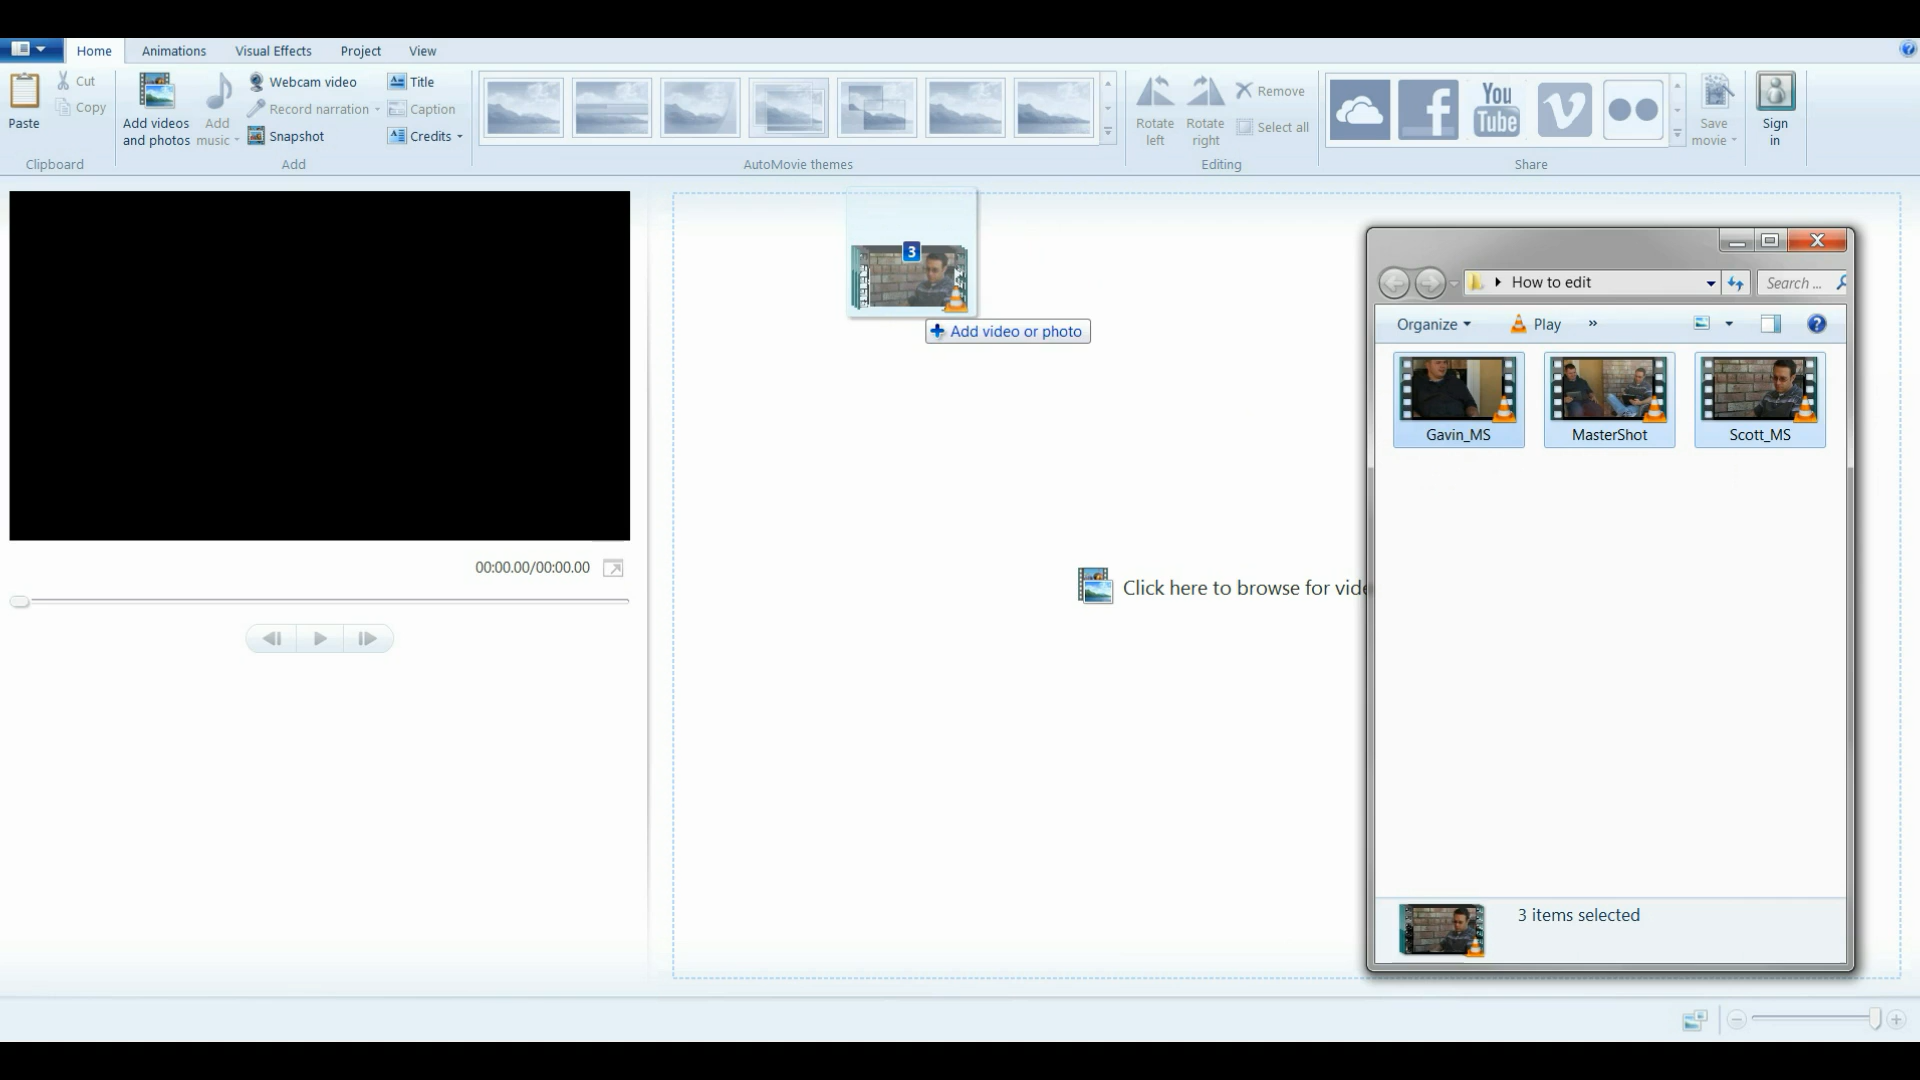 Home
Animations
Visual Effects
Project
View
Paste
Cut
Copy
Clipboard
Add videos
and photos
Add
music
Webcam video
Record narration
Snapshot
Title
Caption
Credits
Add
AutoMovie themes
Rotate
left
Rotate
right
Remove
Select all
Editing
You
Tube
Share
Save
movie
Sign
in
3
Add video or photo
00:00.00/00:00.00
Click here to browse for vide
How to edit
Search ...
Organize
Play
»
Gavin_MS
MasterShot
Scott_MS
3 items selected